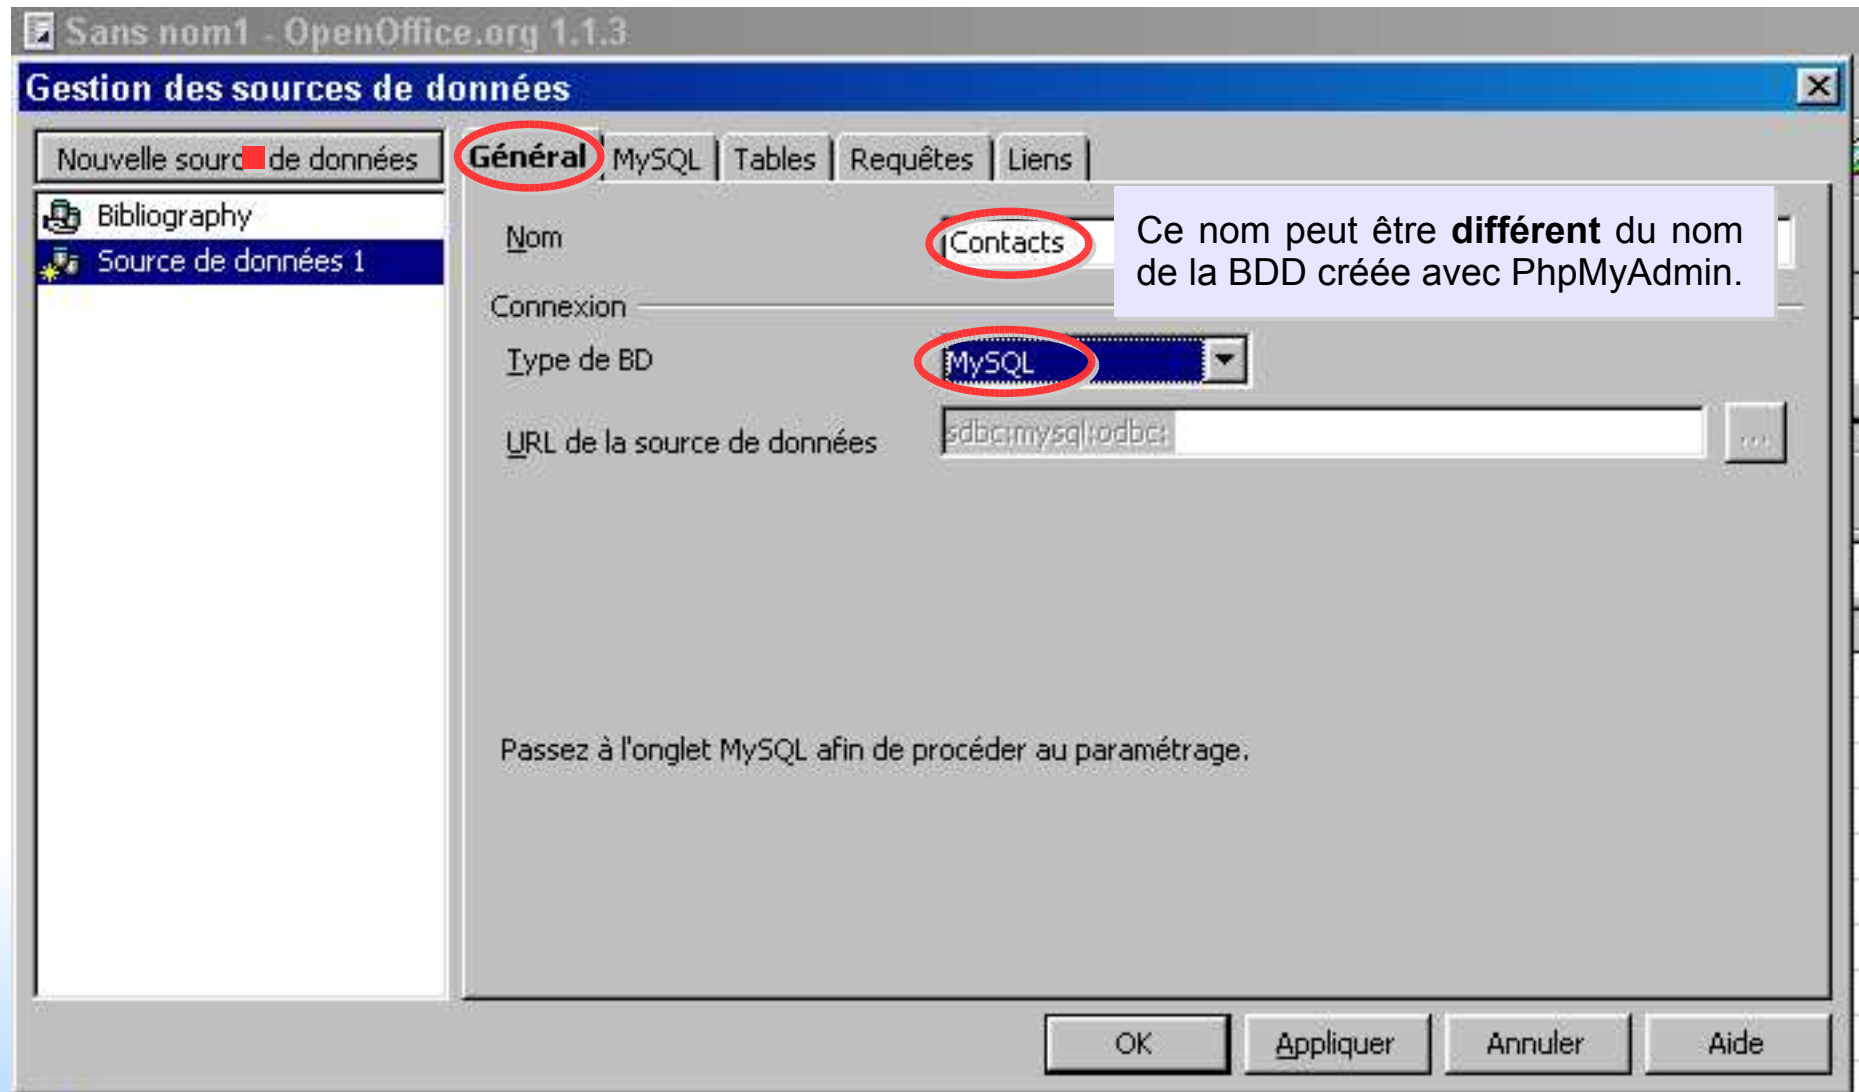 Sans nom1 - OpenOffice.org 1.1.3
Gestion des sources de données
Nouvelle source de données
Général MySQL Tables Requêtes Liens
Bibliography
Source de données 1
Nom
Contacts
Ce nom peut être différent du nom
de la BDD créée avec PhpMyAdmin.
Connexion
Type de BD
MySQL
URL de la source de données
sdbc:mysql:odbc:
...
Passez à l'onglet MySQL afin de procéder au paramétrage.
OK Appliquer Annuler Aide